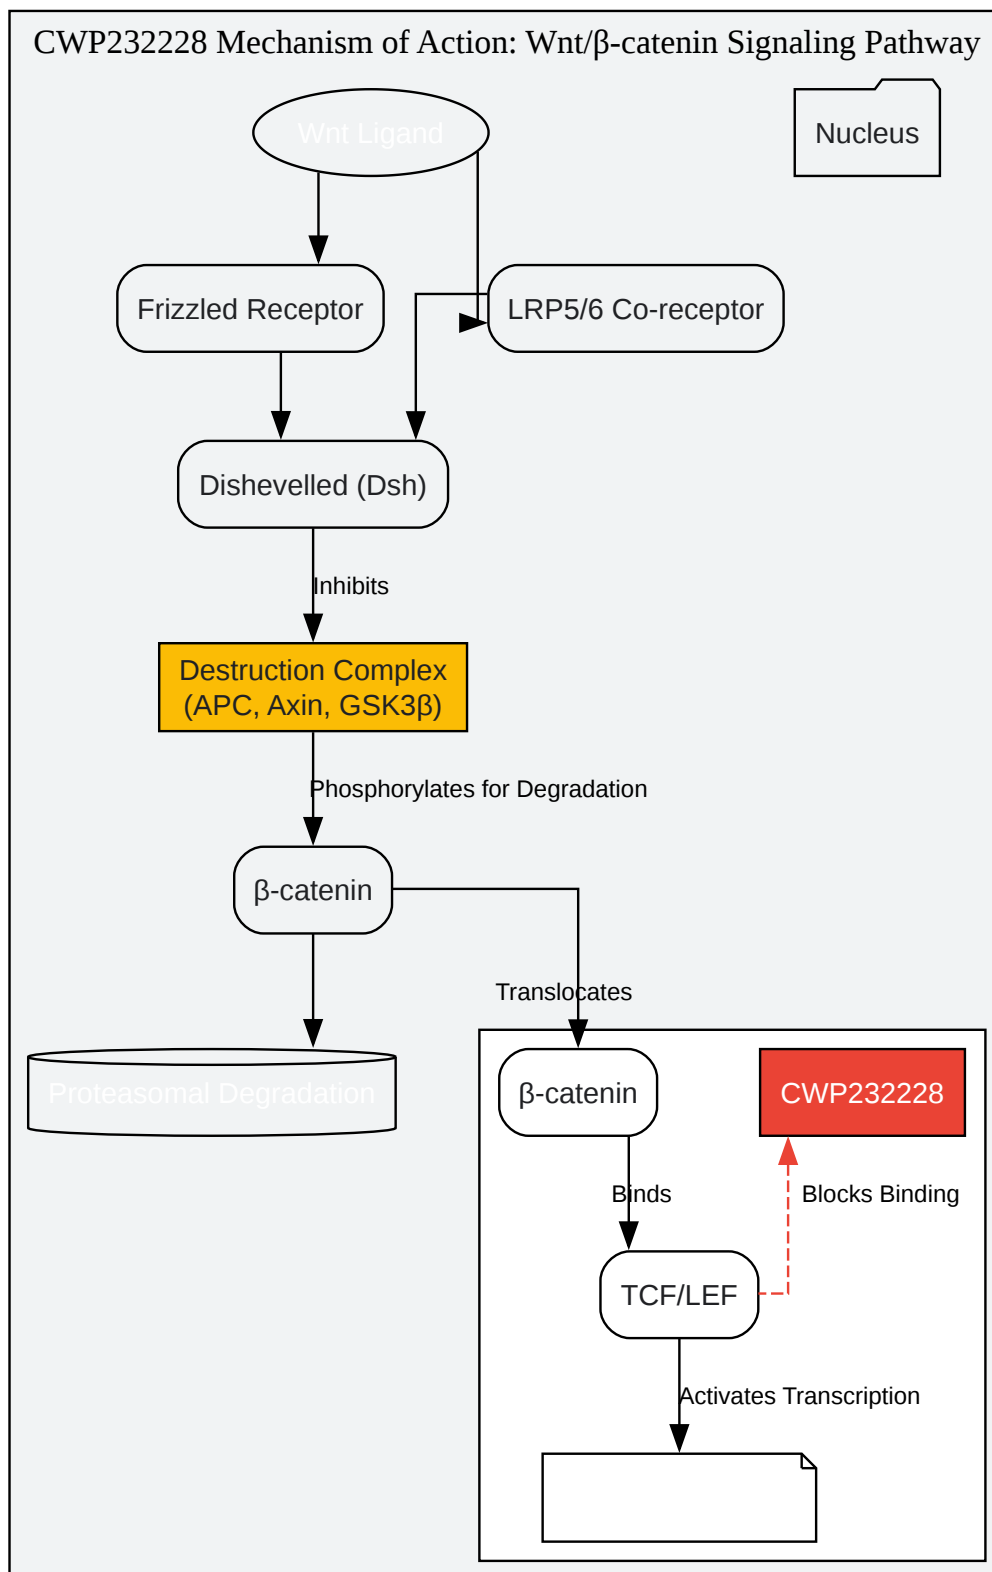 CWP232228 Mechanism of Action: Wnt/β-catenin Signaling Pathway
Wnt Ligand
Nucleus
Frizzled Receptor
LRP5/6 Co-receptor
Dishevelled (Dsh)
Inhibits
Destruction Complex
(APC, Axin, GSK3β)
Phosphorylates for Degradation
β-catenin
Translocates
Proteasomal Degradation
β-catenin
CWP232228
Binds
Blocks Binding
TCF/LEF
Activates Transcription